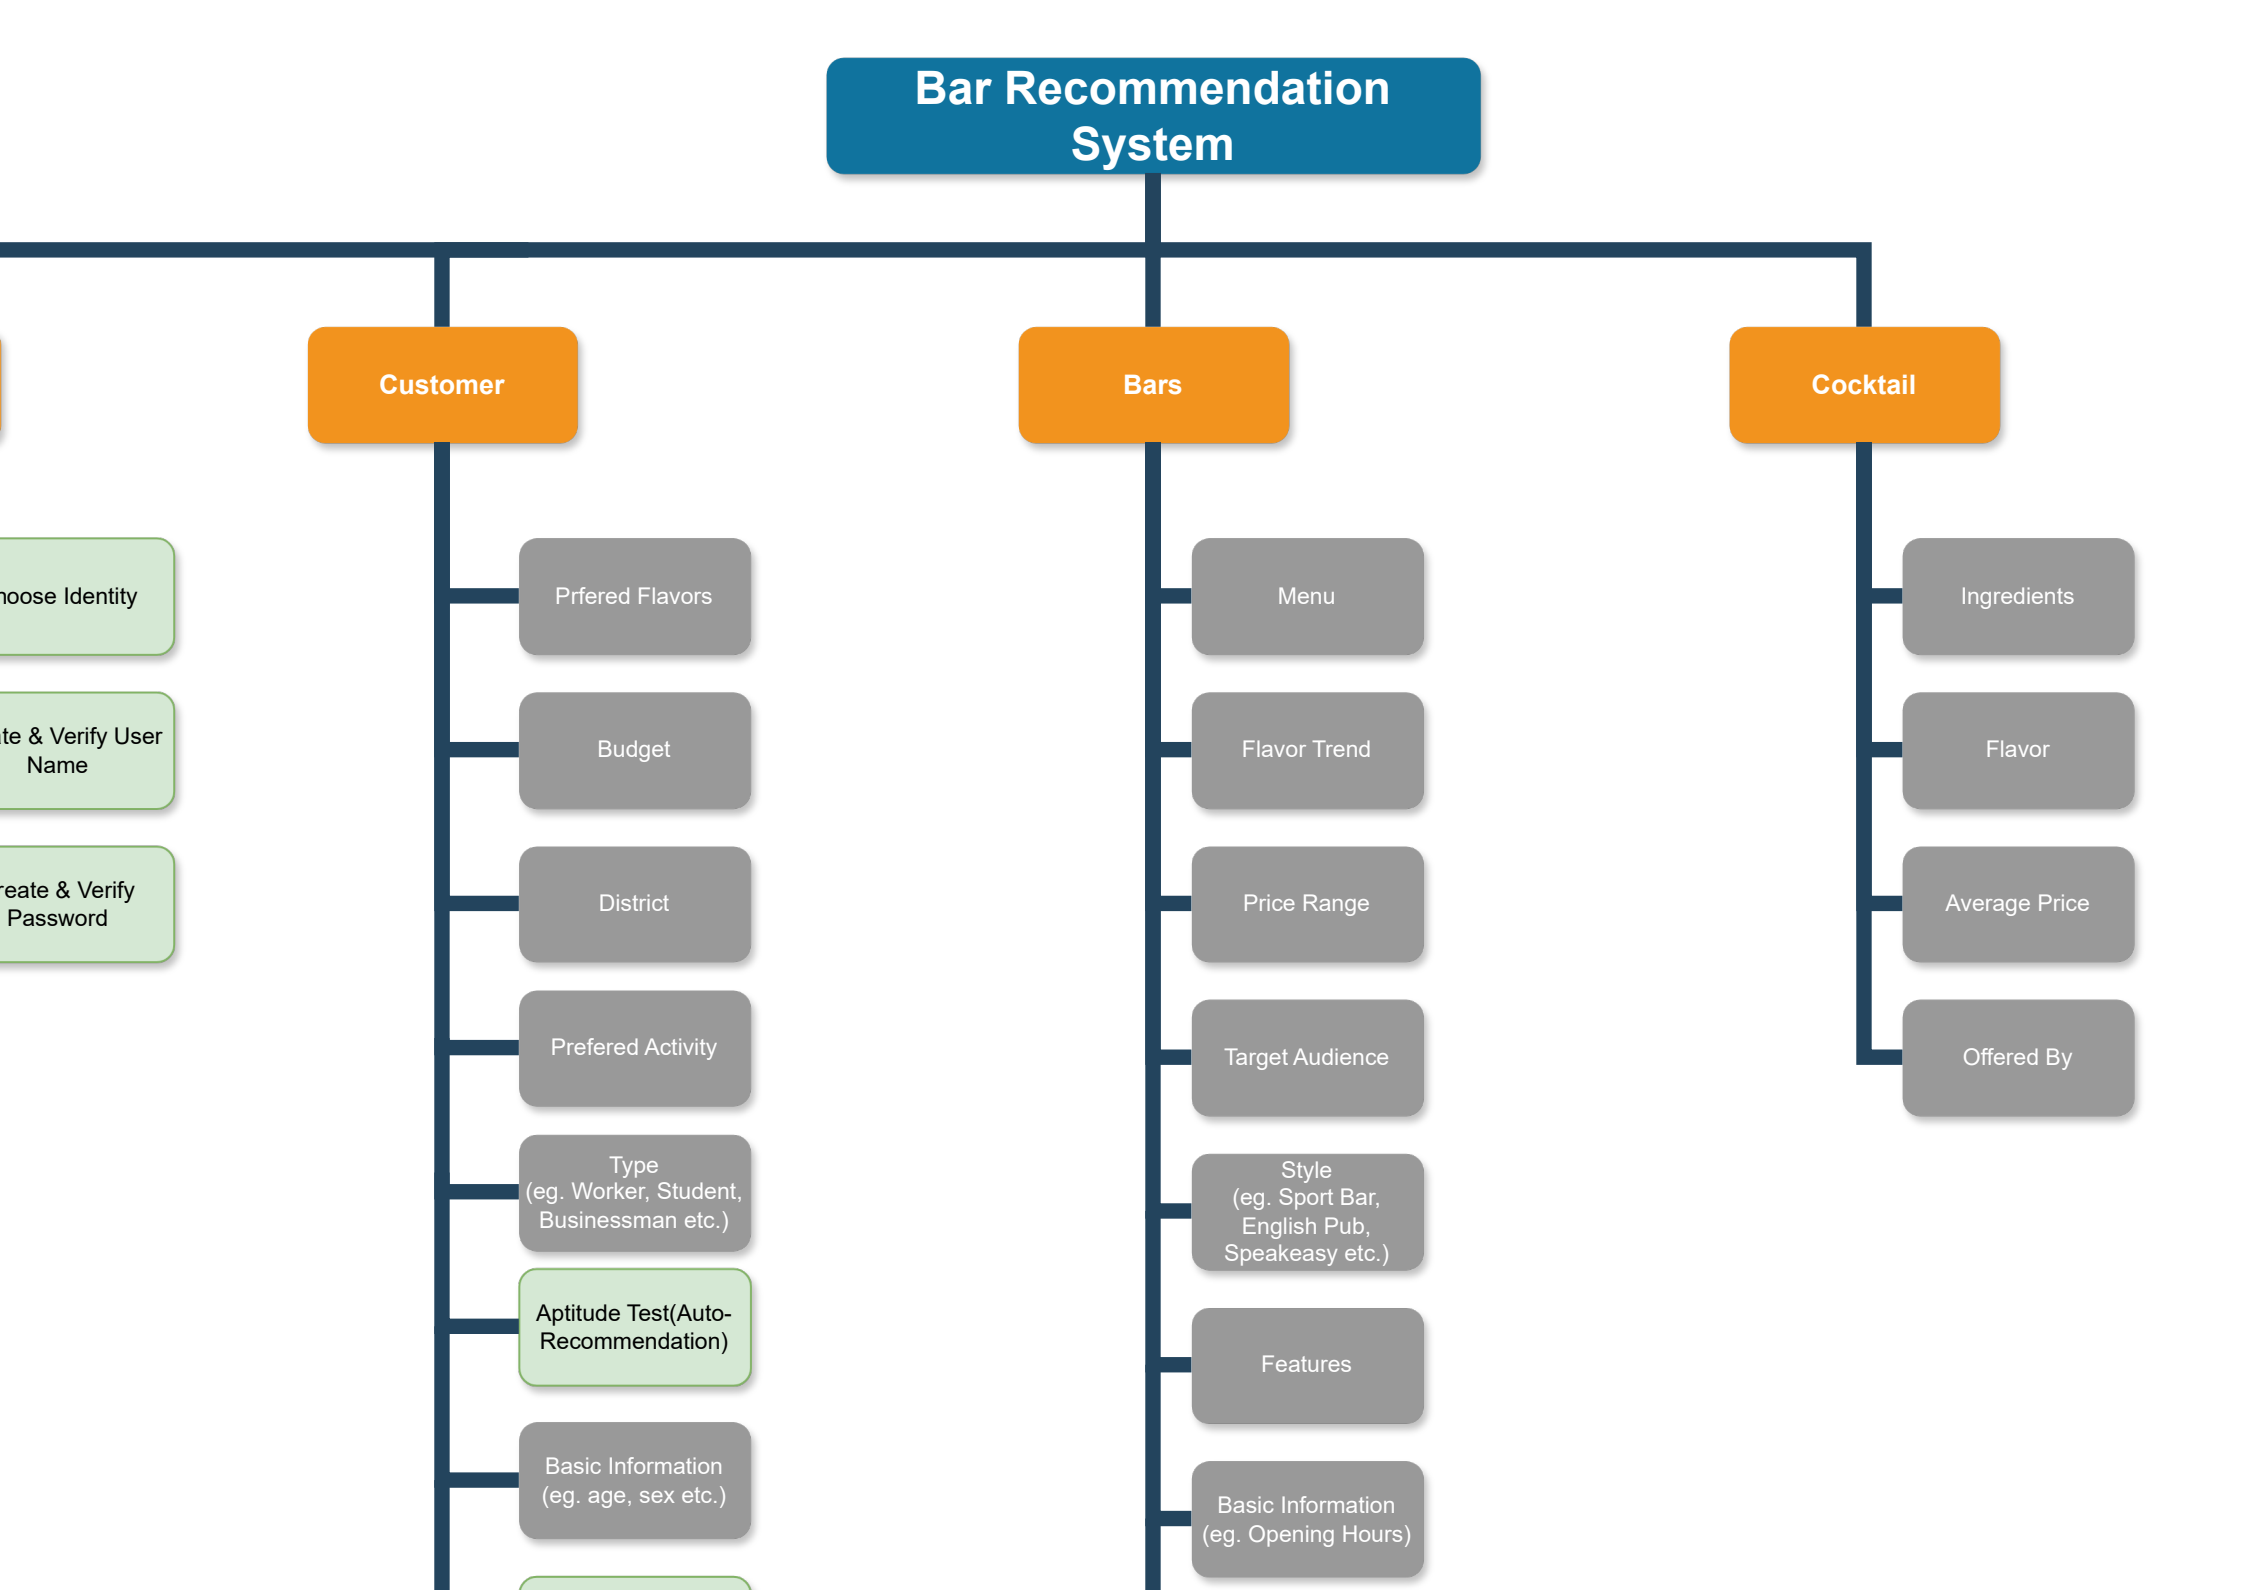 Bar Recommendation
System
Customer
Bars
Cocktail
Identity
& Verify User
Name
& Verify
Password
Prfered Flavors
Budget
District
Prefered Activity
Type
(eg. Worker, Student,
Businessman etc.)
Aptitude Test(Auto-
Recommendation)
Basic Information
(eg. age, sex etc.)
Menu
Flavor Trend
Price Range
Target Audience
Style
(eg. Sport Bar,
English Pub,
Speakeasy etc.)
Features
Basic Information
(eg. Opening Hours)
Ingredients
Flavor
Average Price
Offered By